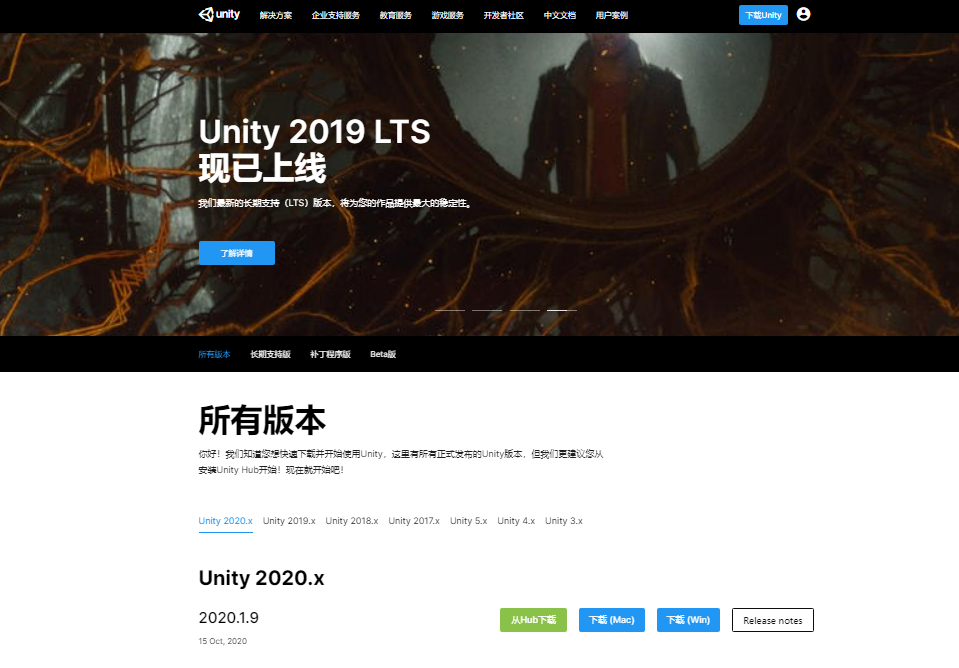 unity 解决方案 企业支持服务 教育服务 游戏服务 开发者社区 中文文档 用户案例 下载Unity
Unity 2019 LTS
现已上线
我们最新的长期支持（LTS）版本，将为您的作品提供最大的稳定性。
了解详情
所有版本 长期支持版 补丁程序版 Beta版
所有版本
你好！我们知道您想快速下载并开始使用Unity，这里有所有正式发布的Unity版本，但我们更建议您从
安装Unity Hub开始！现在就开始吧！
Unity 2020.x Unity 2019.x Unity 2018.x Unity 2017.x Unity 5.x Unity 4.x Unity 3.x
Unity 2020.x
2020.1.9 从Hub下载 下载 (Mac) 下载 (Win) Release notes
15 Oct, 2020